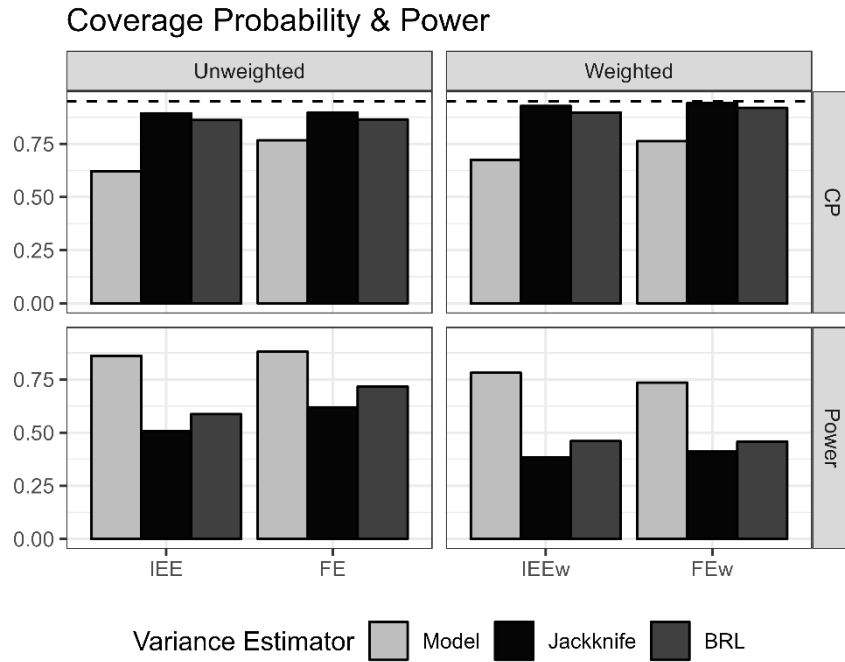 Coverage Probability & Power
Unweighted
Weighted
0.75
0.50
0.25
0.00
CP
0.75
0.50
0.25
0.00
Power
IEE
FE
IEEw
FEw
Variance Estimator
Model
Jackknife
BRL